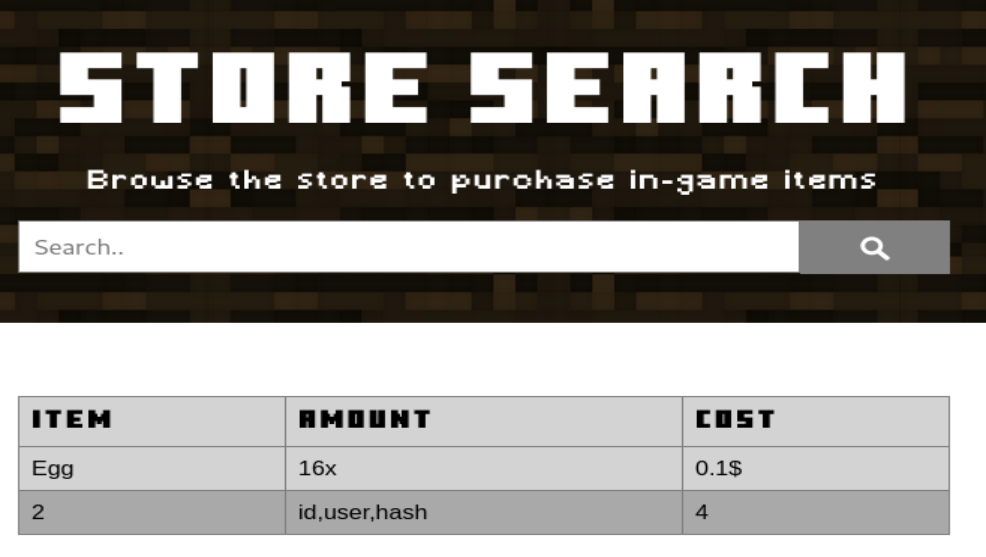 STORE SEARCH
Browse the store to purchase in-game items
Search..
ITEM AMOUNT COST
Egg 16x 0.1$
2 id,user,hash 4